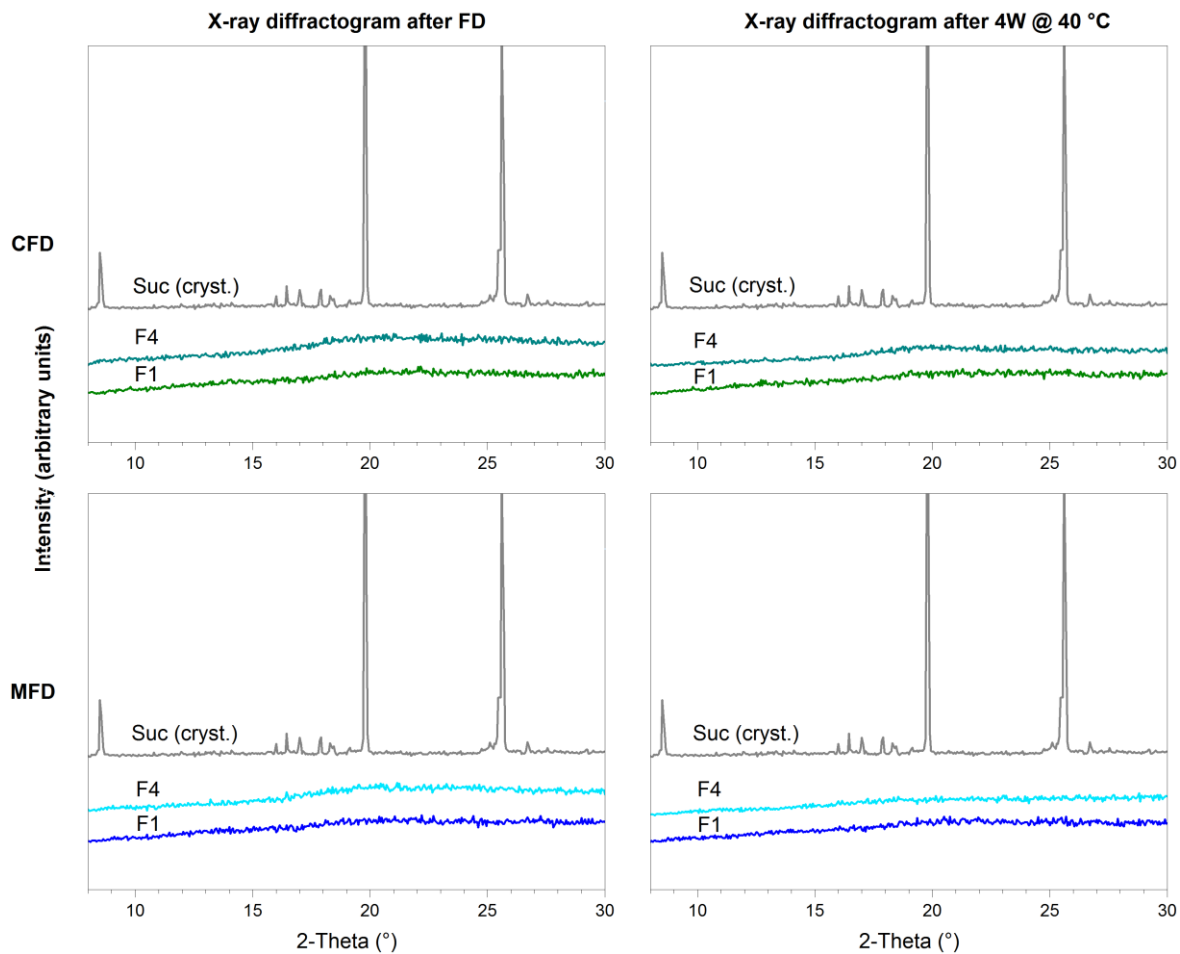 X-ray diffractogram after FD
X-ray diffractogram after 4W @ 40 °C
CFD
MFD
Intensity (arbitrary units)
Suc (cryst.)
F4
F1
10 15 20 25 30
Suc (cryst.)
F4
F1
10 15 20 25 30
Suc (cryst.)
F4
F1
10 15 20 25 30
2-Theta (°)
Suc (cryst.)
F4
F1
10 15 20 25 30
2-Theta (°)